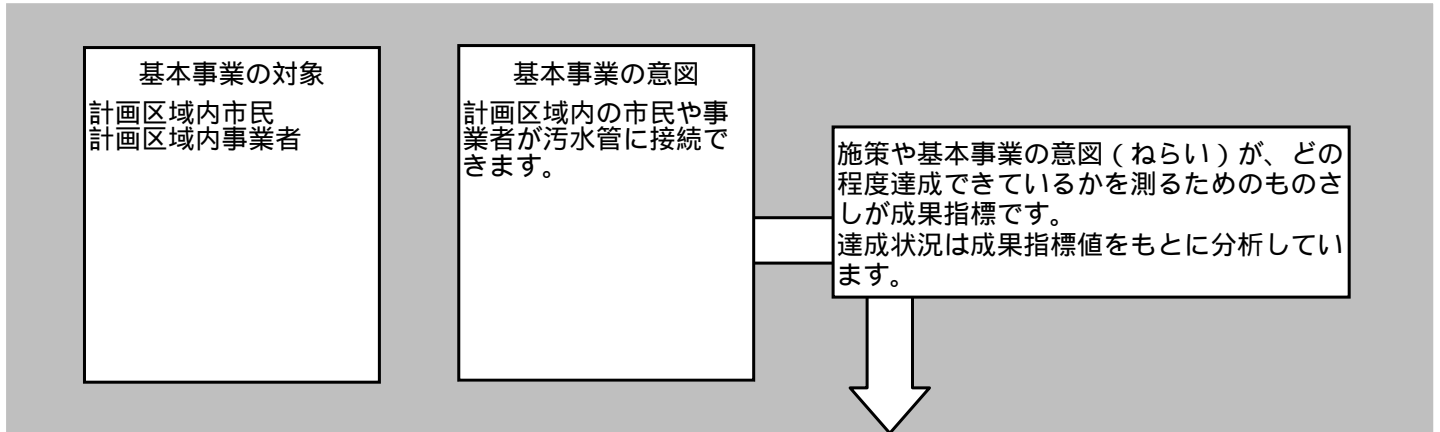 基本事業の対象
計画区域内市民
計画区域内事業者
基本事業の意図
計画区域内の市民や事
業者が汚水管に接続で
きます。
施策や基本事業の意図（ねらい）が、どの
程度達成できているかを測るためのものさ
しが成果指標です。
達成状況は成果指標値をもとに分析してい
ます。